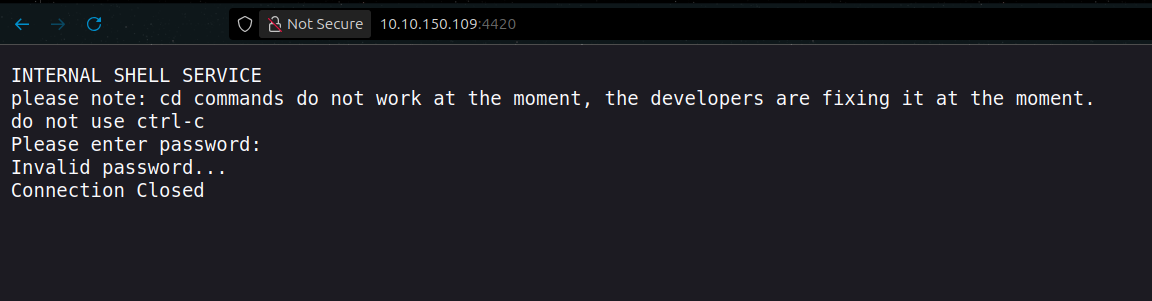 Not Secure 10.10.150.109:4420
INTERNAL SHELL SERVICE
please note: cd commands do not work at the moment, the developers are fixing it at the moment.
do not use ctrl-c
Please enter password:
Invalid password...
Connection Closed